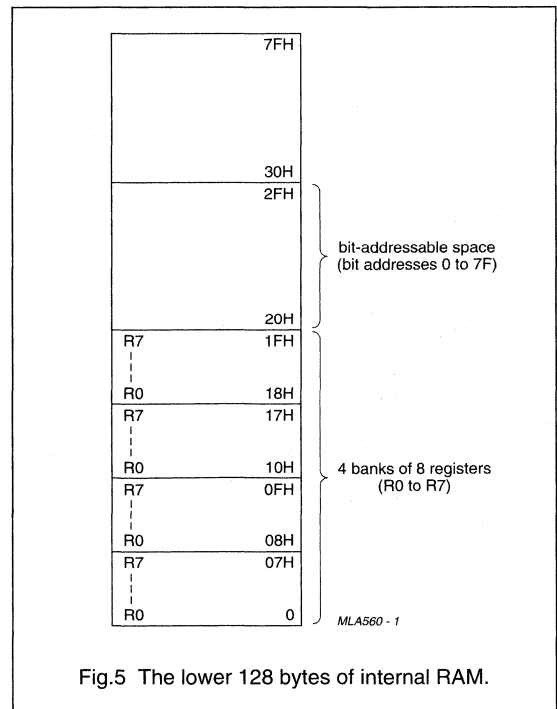 7FH
30H
2FH
bit-addressable space
(bit addresses 0 to 7F)
20H
R7 1FH
R0 18H
R7 17H
R0 10H
4 banks of 8 registers
(R0 to R7)
R7 0FH
R0 08H
R7 07H
R0 0
MLA560 - 1
Fig.5 The lower 128 bytes of internal RAM.